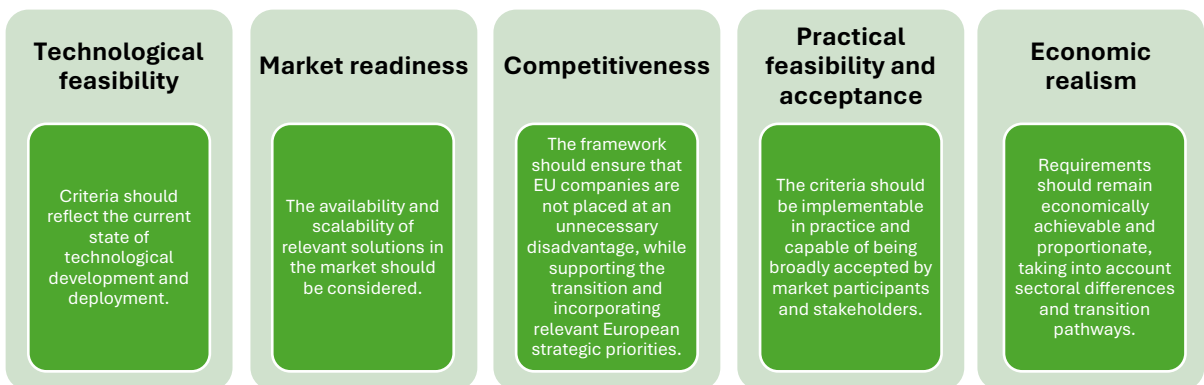 Technological
feasibility
Criteria should
reflect the current
state of
technological
development and
deployment.
Market readiness
The availability and
scalability of
relevant solutions in
the market should
be considered.
Competitiveness
The framework
should ensure that
EU companies are
not placed at an
unnecessary
disadvantage, while
supporting the
transition and
incorporating
relevant European
strategic priorities.
Practical
feasibility and
acceptance
The criteria should
be implementable
in practice and
capable of being
broadly accepted by
market participants
and stakeholders.
Economic
realism
Requirements
should remain
economically
achievable and
proportionate,
taking into account
sectoral differences
and transition
pathways.